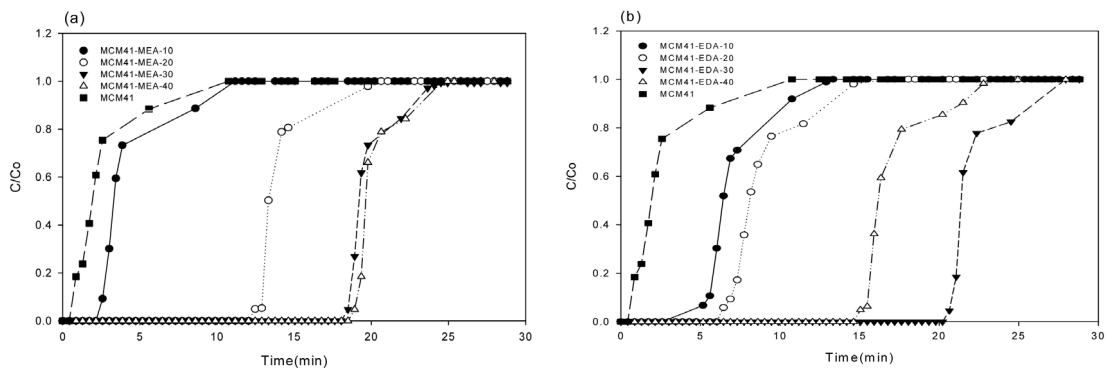 (a)
1.2
1.0
0.8
0.6
0.4
0.2
0.0
C/Co
MCM41-MEA-10
MCM41-MEA-20
MCM41-MEA-30
MCM41-MEA-40
MCM41
0 5 10 15 20 25 30
Time(min)
(b)
1.2
1.0
0.8
0.6
0.4
0.2
0.0
C/Co
MCM41-EDA-10
MCM41-EDA-20
MCM41-EDA-30
MCM41-EDA-40
MCM41
0 5 10 15 20 25 30
Time(min)